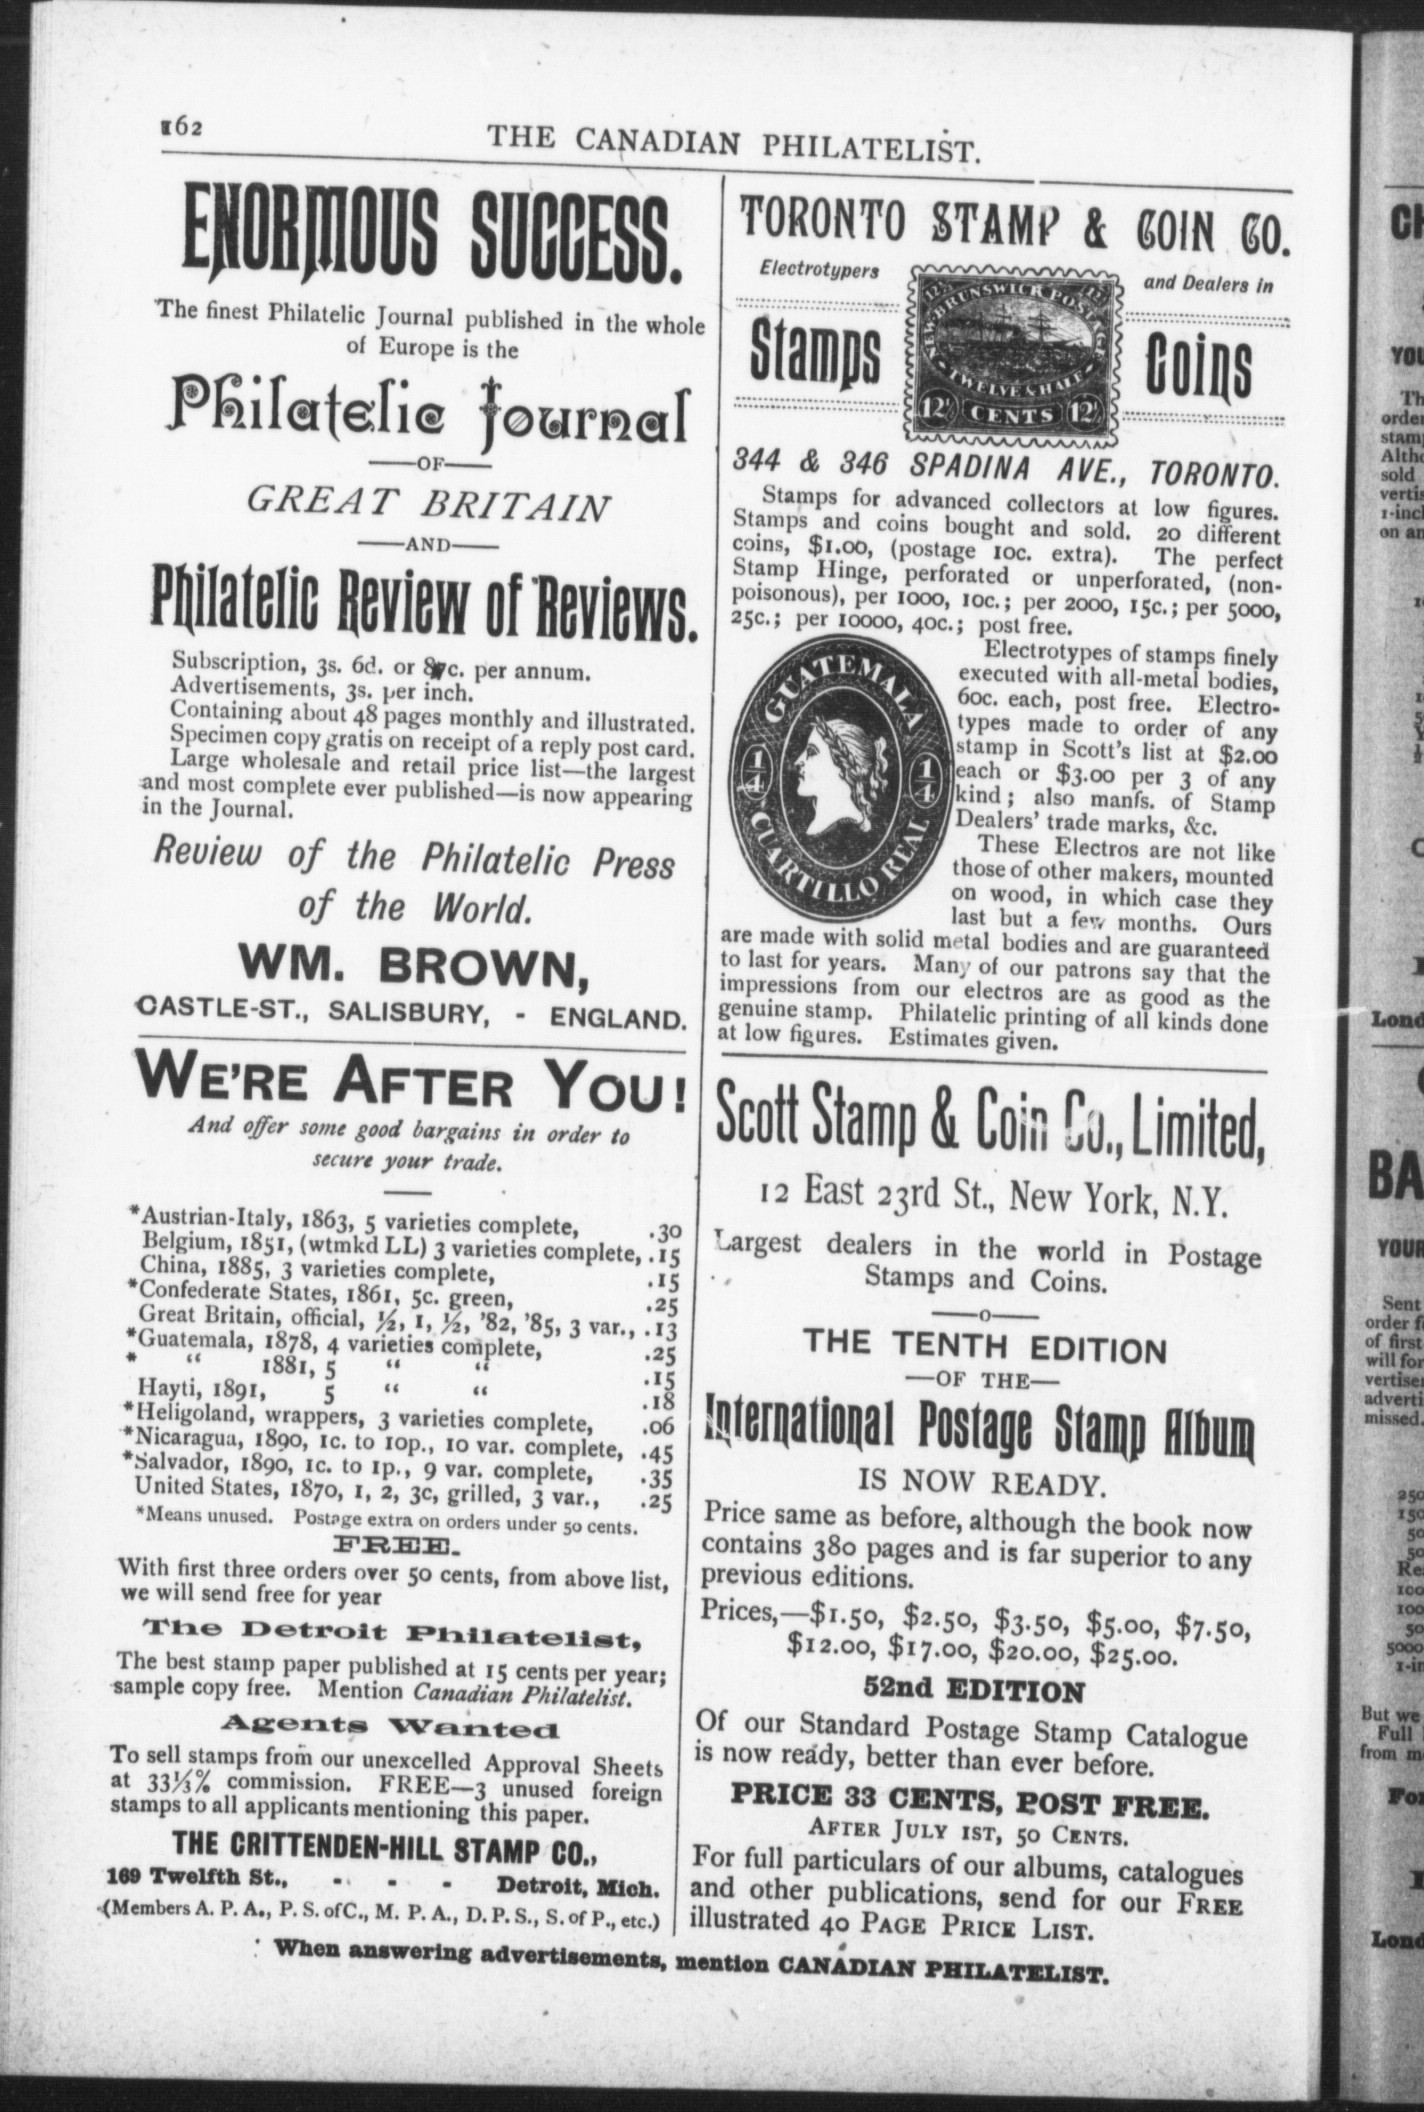 162
THE CANADIAN PHILATELIST.
ENORMOUS SUCCESS.
The finest Philatelic Journal published in the whole
of Europe is the
Philatelic Journal
—OF—
GREAT BRITAIN
—AND—
Philatelic Review of Reviews.
Subscription, 3s. 6d. or c. per annum.
Advertisements, 3s. per inch.
Containing about 48 pages monthly and illustrated.
Specimen copy gratis on receipt of a reply post card.
Large wholesale and retail price list—the largest
and most complete ever published—is now appearing
in the Journal.
Review of the Philatelic Press
of the World.
WM. BROWN,
CASTLE-ST., SALISBURY, - ENGLAND.
WE'RE AFTER YOU!
And offer some good bargains in order to
secure your trade.
*Austrian-Italy, 1863, 5 varieties complete, .30
Belgium, 1851, (wtmkd LL) 3 varieties complete, .15
China, 1885, 3 varieties complete, .15
*Confederate States, 1861, 5c. green, .25
Great Britain, official, ½, 1, ½, '82, '85, 3 var., .13
*Guatemala, 1878, 4 varieties complete, .25
* " 1881, 5 " " .15
Hayti, 1891, 5 " " .18
*Heligoland, wrappers, 3 varieties complete, .06
*Nicaragua, 1890, 1c. to 10p., 10 var. complete, .45
*Salvador, 1890, 1c. to 1p., 9 var. complete, .35
United States, 1870, 1, 2, 3c, grilled, 3 var., .25
*Means unused. Postage extra on orders under 50 cents.
FREE.
With first three orders over 50 cents, from above list,
we will send free for year
The Detroit Philatelist,
The best stamp paper published at 15 cents per year;
sample copy free. Mention Canadian Philatelist.
Agents Wanted
To sell stamps from our unexcelled Approval Sheets
at 33⅓% commission. FREE—3 unused foreign
stamps to all applicants mentioning this paper.
THE CRITTENDEN-HILL STAMP CO.,
169 Twelfth St., - - - Detroit, Mich.
(Members A. P. A., P. S. of C., M. P. A., D. P. S., S. of P., etc.)
TORONTO STAMP & COIN CO.
Electrotypers
and Dealers in
Stamps
NEW BRUNSWICK POSTAGE
TWELVE & HALF
12½ CENTS 12½
Coins
344 & 346 SPADINA AVE., TORONTO.
Stamps for advanced collectors at low figures.
Stamps and coins bought and sold. 20 different
coins, $1.00, (postage 10c. extra). The perfect
Stamp Hinge, perforated or unperforated, (non-
poisonous), per 1000, 10c.; per 2000, 15c.; per 5000,
25c.; per 10000, 40c.; post free.
GUATEMALA
1/4 1/4
CUARTILLO REAL
Electrotypes of stamps finely
executed with all-metal bodies,
60c. each, post free. Electro-
types made to order of any
stamp in Scott's list at $2.00
each or $3.00 per 3 of any
kind; also manfs. of Stamp
Dealers' trade marks, &c.
These Electros are not like
those of other makers, mounted
on wood, in which case they
last but a few months. Ours
are made with solid metal bodies and are guaranteed
to last for years. Many of our patrons say that the
impressions from our electros are as good as the
genuine stamp. Philatelic printing of all kinds done
at low figures. Estimates given.
Scott Stamp & Coin Co., Limited,
12 East 23rd St., New York, N.Y.
Largest dealers in the world in Postage
Stamps and Coins.
—o—
THE TENTH EDITION
—OF THE—
International Postage Stamp Album
IS NOW READY.
Price same as before, although the book now
contains 380 pages and is far superior to any
previous editions.
Prices,—$1.50, $2.50, $3.50, $5.00, $7.50,
$12.00, $17.00, $20.00, $25.00.
52nd EDITION
Of our Standard Postage Stamp Catalogue
is now ready, better than ever before.
PRICE 33 CENTS, POST FREE.
AFTER JULY 1ST, 50 CENTS.
For full particulars of our albums, catalogues
and other publications, send for our FREE
illustrated 40 PAGE PRICE LIST.
When answering advertisements, mention CANADIAN PHILATELIST.